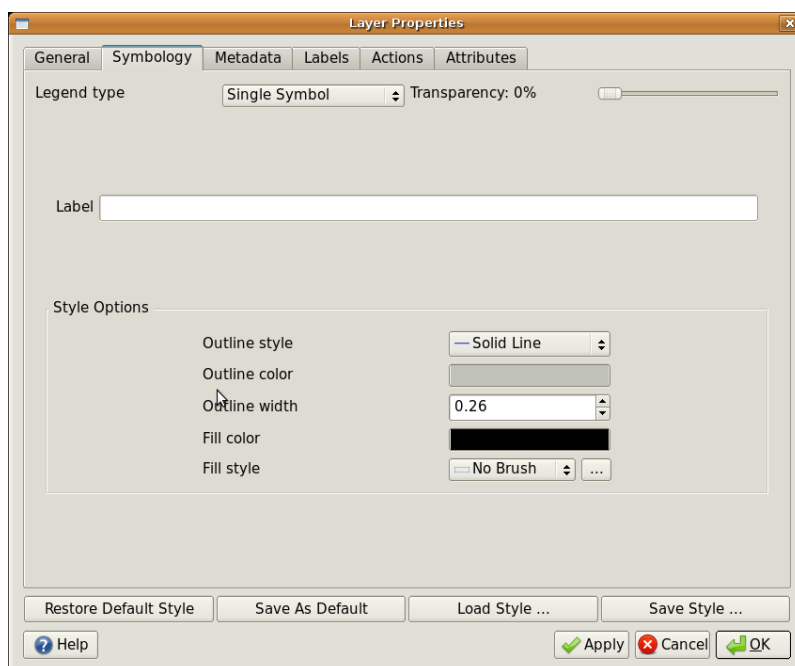 Layer Properties
General Symbology Metadata Labels Actions Attributes
Legend type Single Symbol Transparency: 0%
Label
Style Options
Outline style Solid Line
Outline color
Outline width 0.26
Fill color
Fill style No Brush ...
Restore Default Style Save As Default Load Style ... Save Style ...
Help Apply Cancel OK